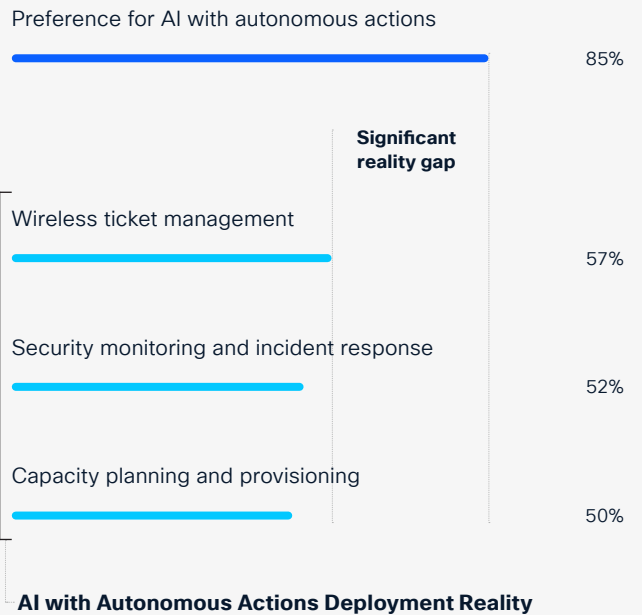 Preference for AI with autonomous actions
85%
Significant
reality gap
Wireless ticket management
57%
Security monitoring and incident response
52%
Capacity planning and provisioning
50%
AI with Autonomous Actions Deployment Reality